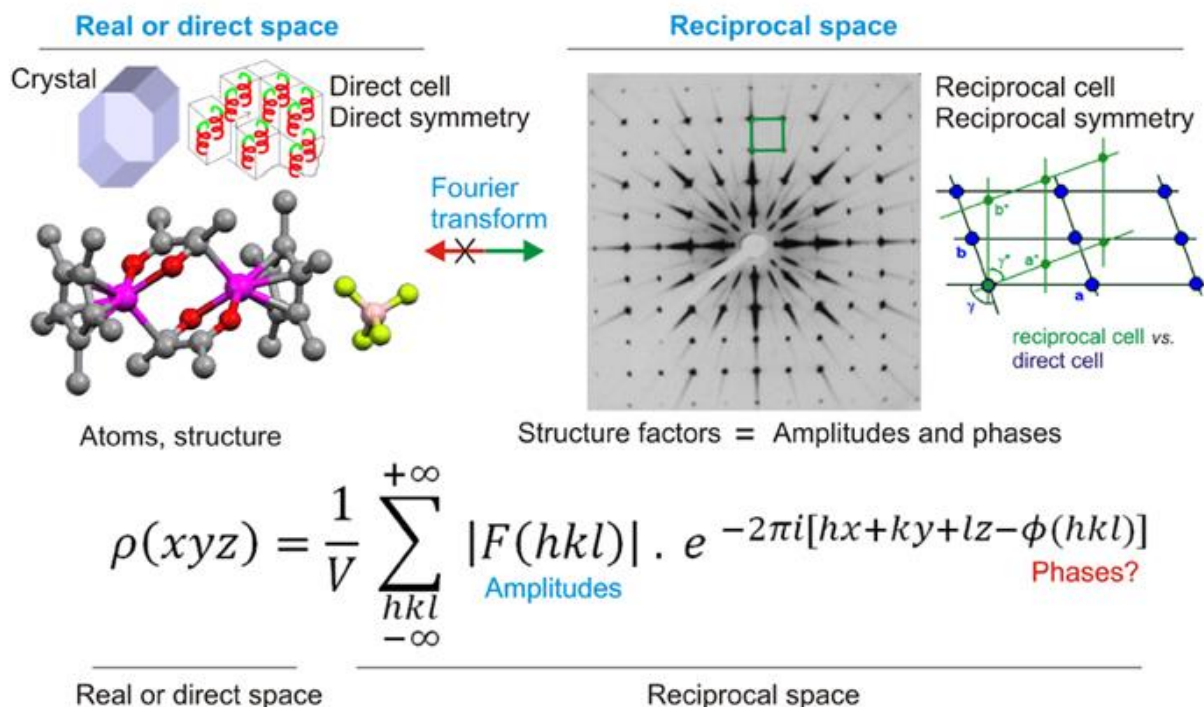 Real or direct space
Reciprocal space
Crystal
Direct cell
Direct symmetry
Reciprocal cell
Reciprocal symmetry
Fourier
transform
b*
γ*
a*
b
γ
a
reciprocal cell vs.
direct cell
Atoms, structure
Structure factors = Amplitudes and phases
+∞
ρ(xyz) = 1/V ∑ |F(hkl)| . e −2πi[hx+ky+lz−ϕ(hkl)]
hkl
−∞
Amplitudes
Phases?
Real or direct space
Reciprocal space